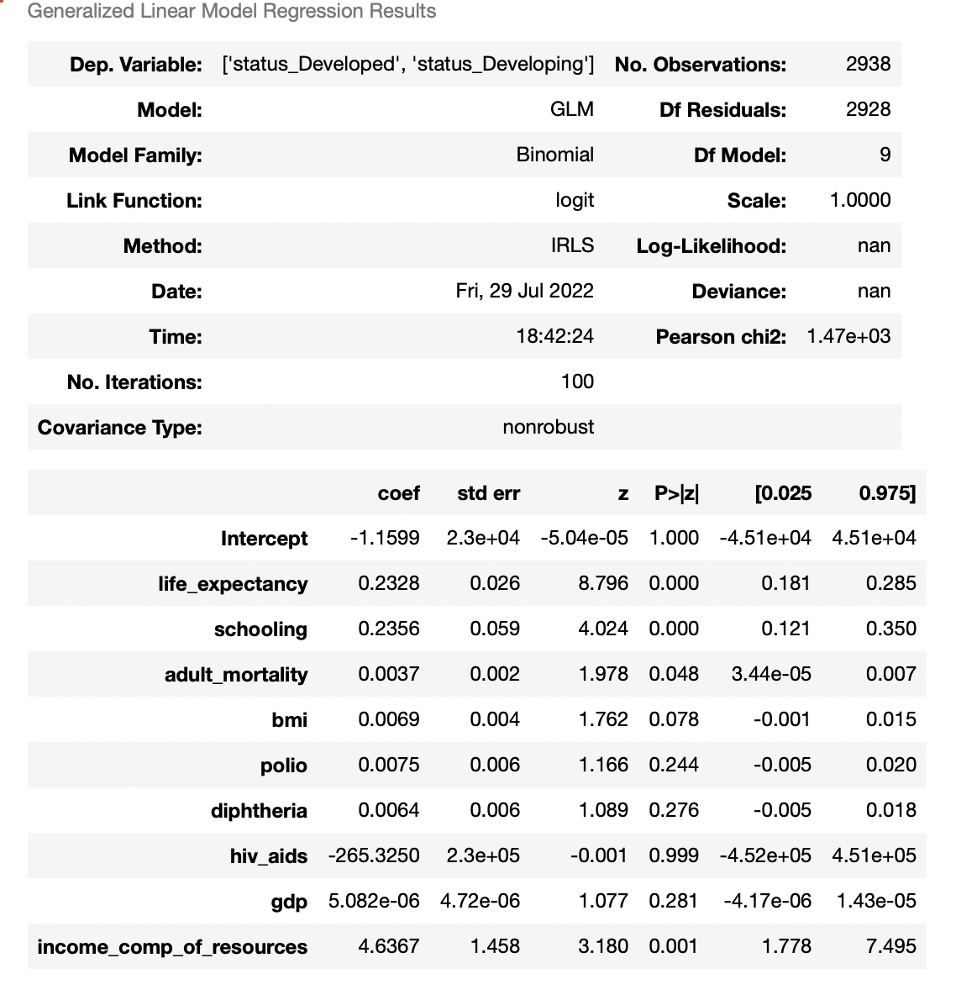 Generalized Linear Model Regression Results
Dep. Variable: ['status_Developed', 'status_Developing'] No. Observations: 2938
Model: GLM Df Residuals: 2928
Model Family: Binomial Df Model: 9
Link Function: logit Scale: 1.0000
Method: IRLS Log-Likelihood: nan
Date: Fri, 29 Jul 2022 Deviance: nan
Time: 18:42:24 Pearson chi2: 1.47e+03
No. Iterations: 100
Covariance Type: nonrobust
coef std err z P>|z| [0.025 0.975]
Intercept -1.1599 2.3e+04 -5.04e-05 1.000 -4.51e+04 4.51e+04
life_expectancy 0.2328 0.026 8.796 0.000 0.181 0.285
schooling 0.2356 0.059 4.024 0.000 0.121 0.350
adult_mortality 0.0037 0.002 1.978 0.048 3.44e-05 0.007
bmi 0.0069 0.004 1.762 0.078 -0.001 0.015
polio 0.0075 0.006 1.166 0.244 -0.005 0.020
diphtheria 0.0064 0.006 1.089 0.276 -0.005 0.018
hiv_aids -265.3250 2.3e+05 -0.001 0.999 -4.52e+05 4.51e+05
gdp 5.082e-06 4.72e-06 1.077 0.281 -4.17e-06 1.43e-05
income_comp_of_resources 4.6367 1.458 3.180 0.001 1.778 7.495